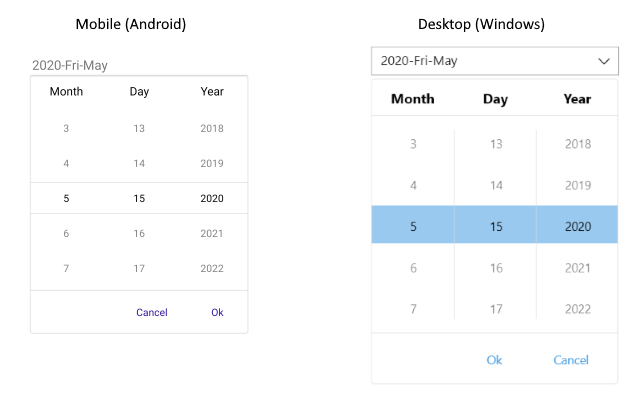 Mobile (Android)
2020-Fri-May
Month Day Year
3 13 2018
4 14 2019
5 15 2020
6 16 2021
7 17 2022
Cancel Ok
Desktop (Windows)
2020-Fri-May
Month Day Year
3 13 2018
4 14 2019
5 15 2020
6 16 2021
7 17 2022
Ok Cancel